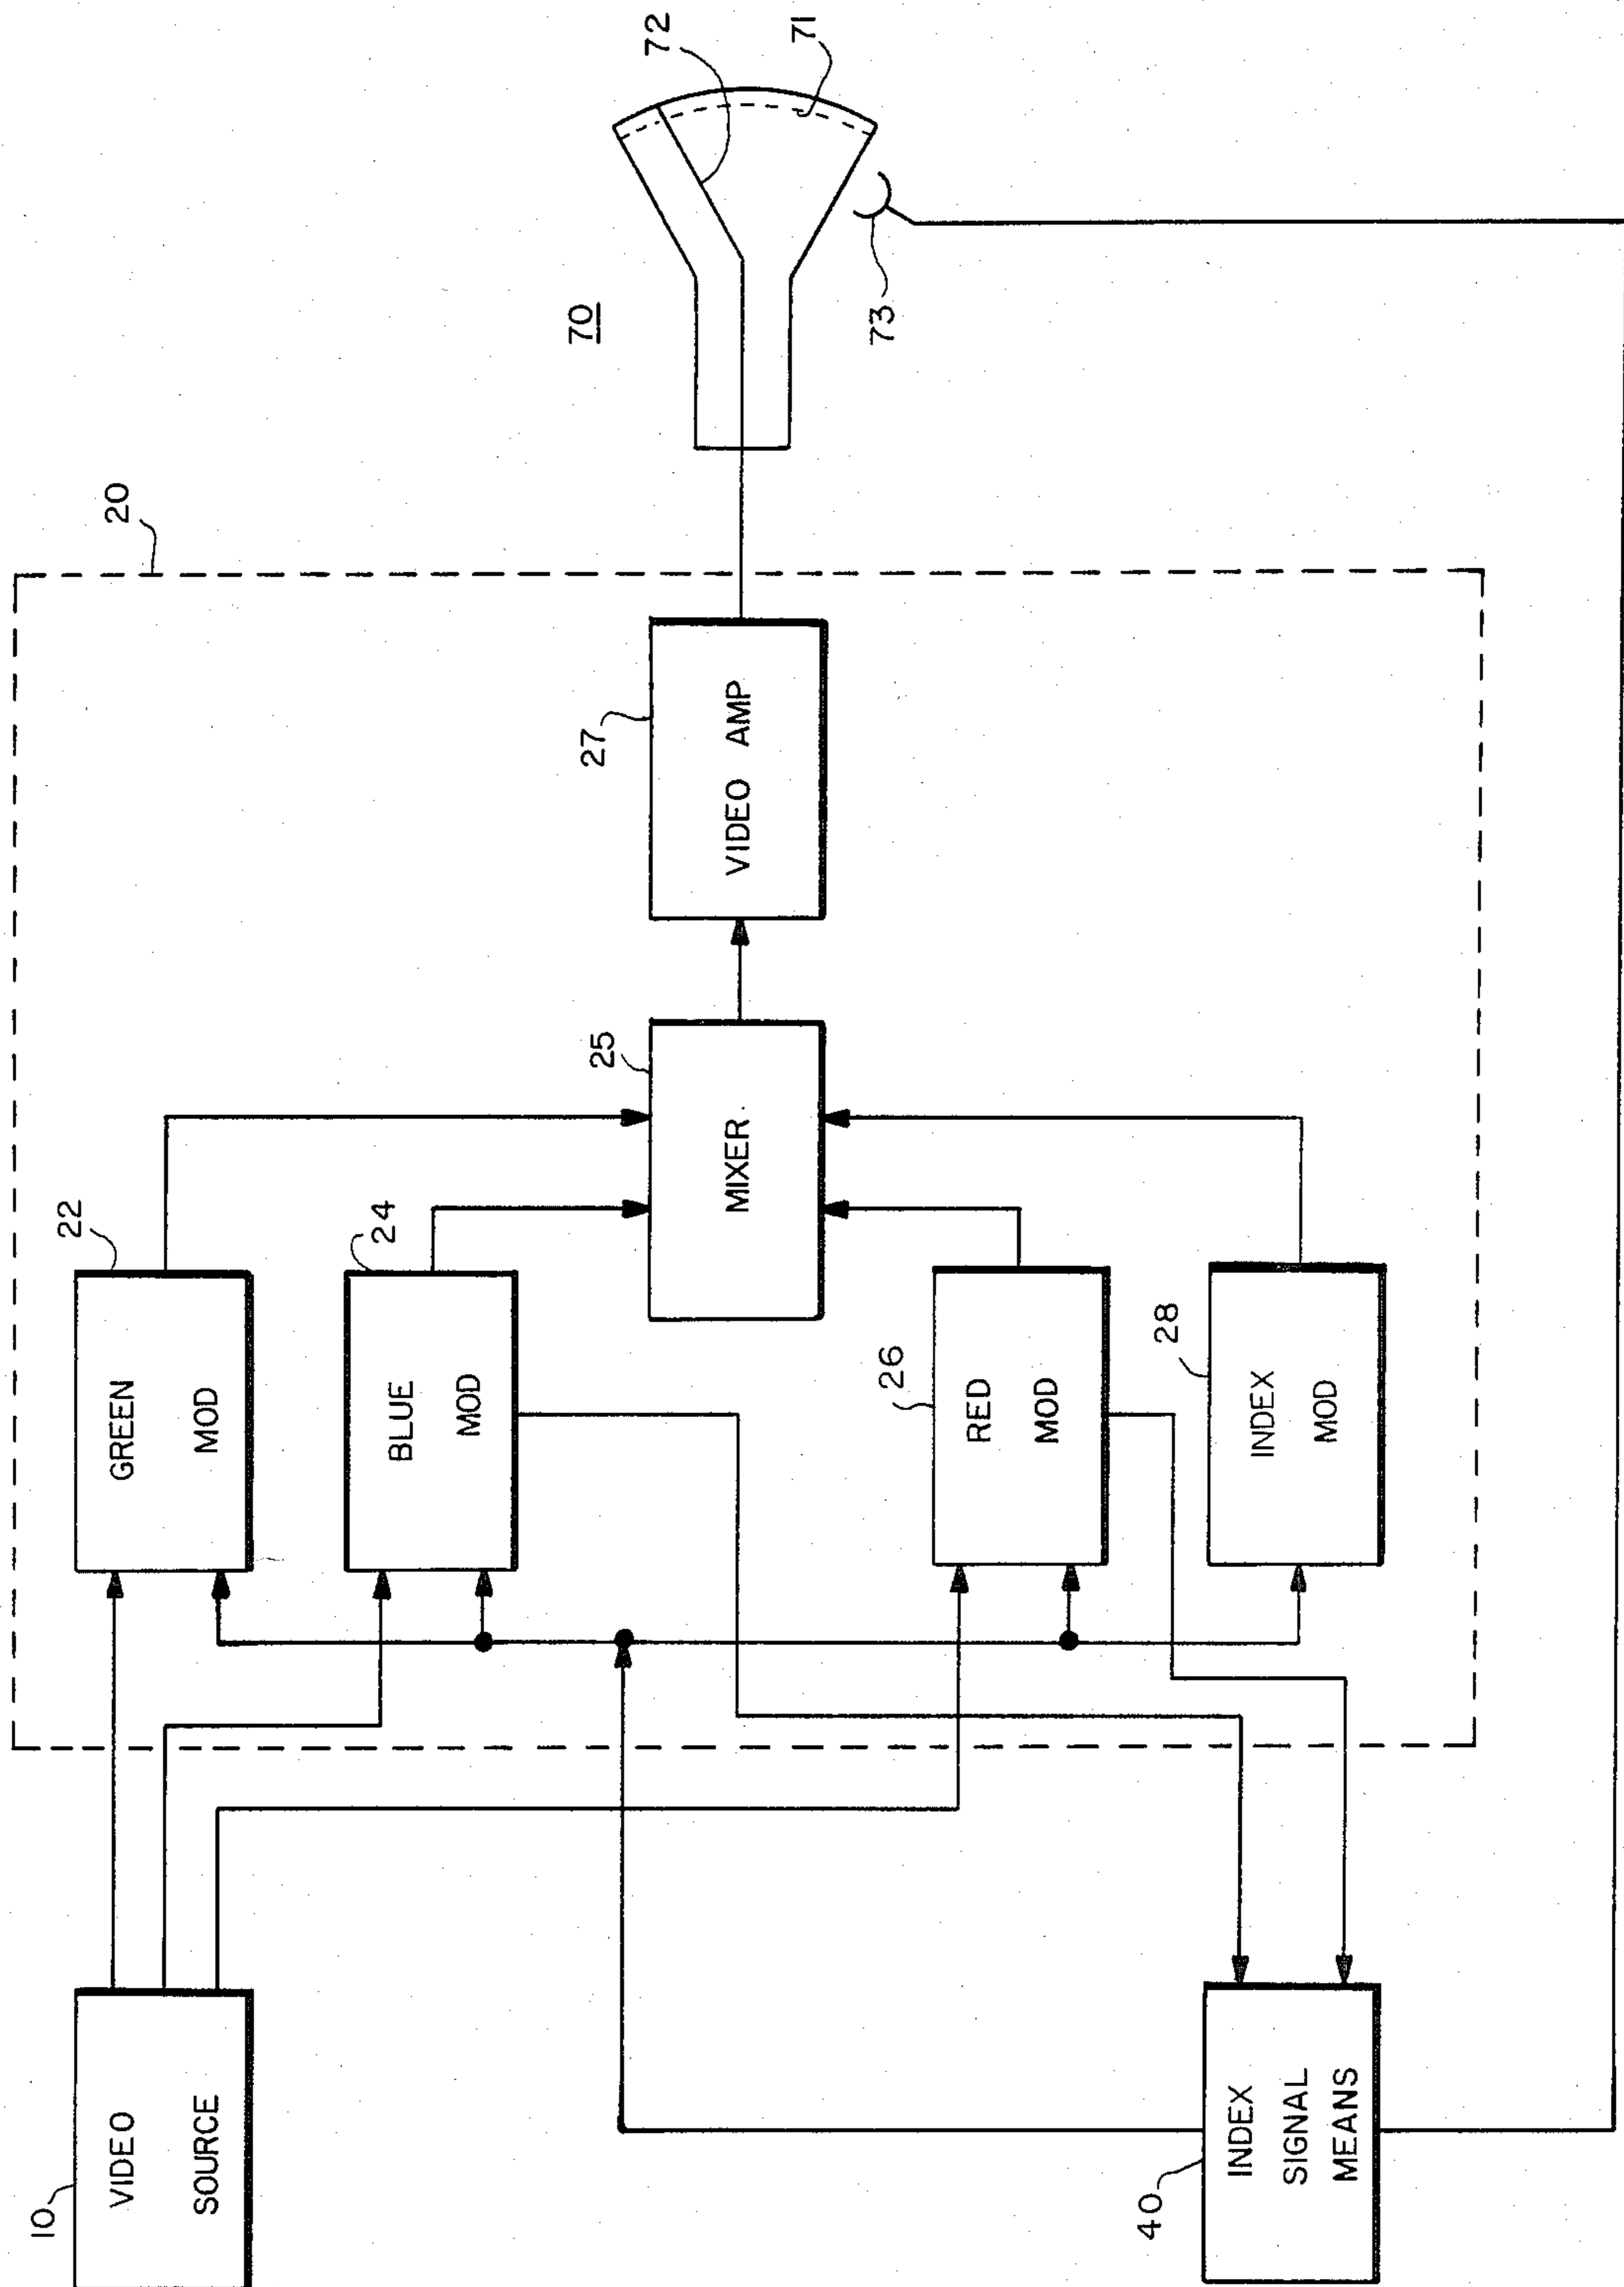 10
VIDEO
SOURCE
20
22
GREEN
MOD
24
BLUE
MOD
25
MIXER
27
VIDEO AMP
26
RED
MOD
28
INDEX
MOD
40
INDEX
SIGNAL
MEANS
70
72
71
73